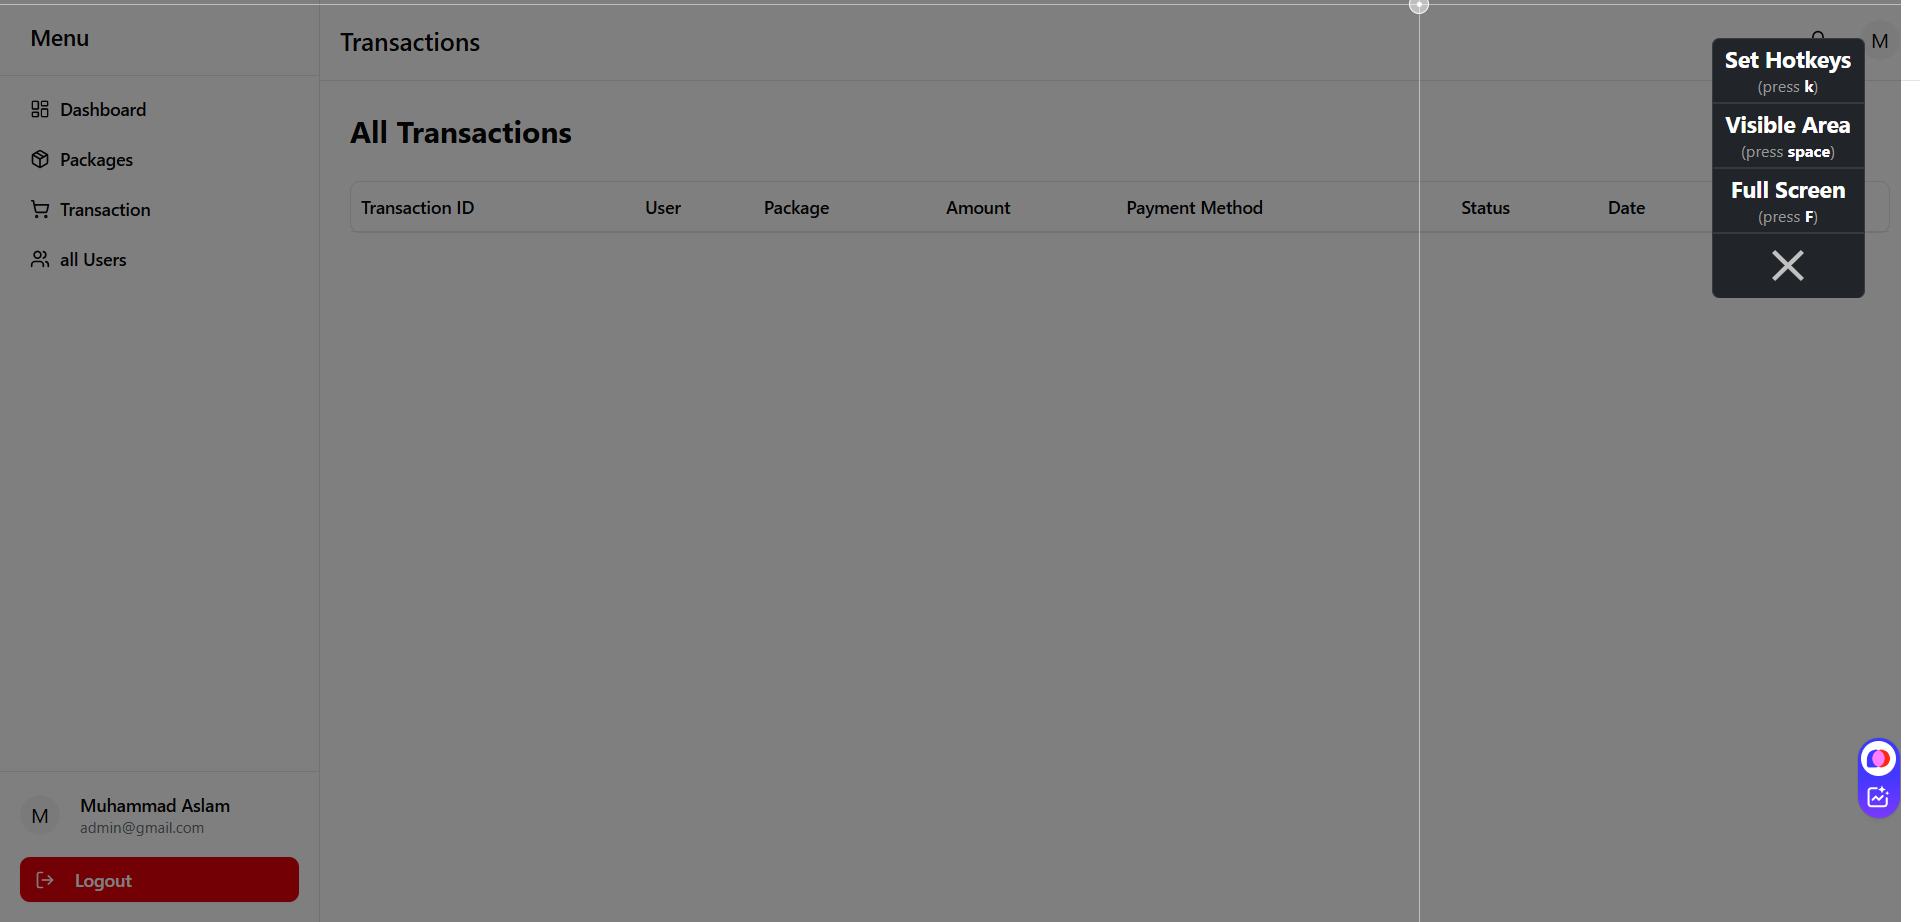 Menu
Dashboard
Packages
Transaction
all Users
Muhammad Aslam
M
admin@gmail.com
Logout
Transactions
M
All Transactions
Transaction ID User Package Amount Payment Method Status Date
Set Hotkeys
(press k)
Visible Area
(press space)
Full Screen
(press F)